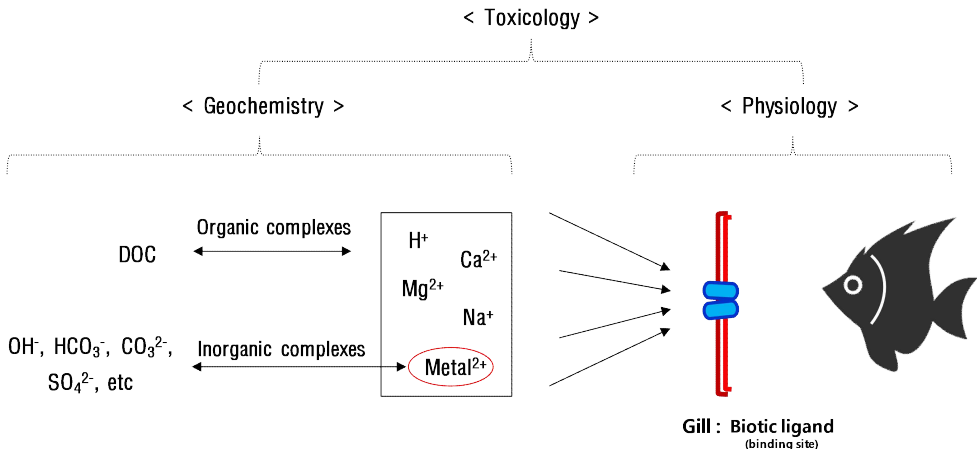 < Toxicology >
< Geochemistry >
< Physiology >
Organic complexes
DOC
H⁺
Ca²⁺
Mg²⁺
Na⁺
OH⁻, HCO₃⁻, CO₃²⁻,
SO₄²⁻, etc
Inorganic complexes
Metal²⁺
Gill : Biotic ligand
(binding site)